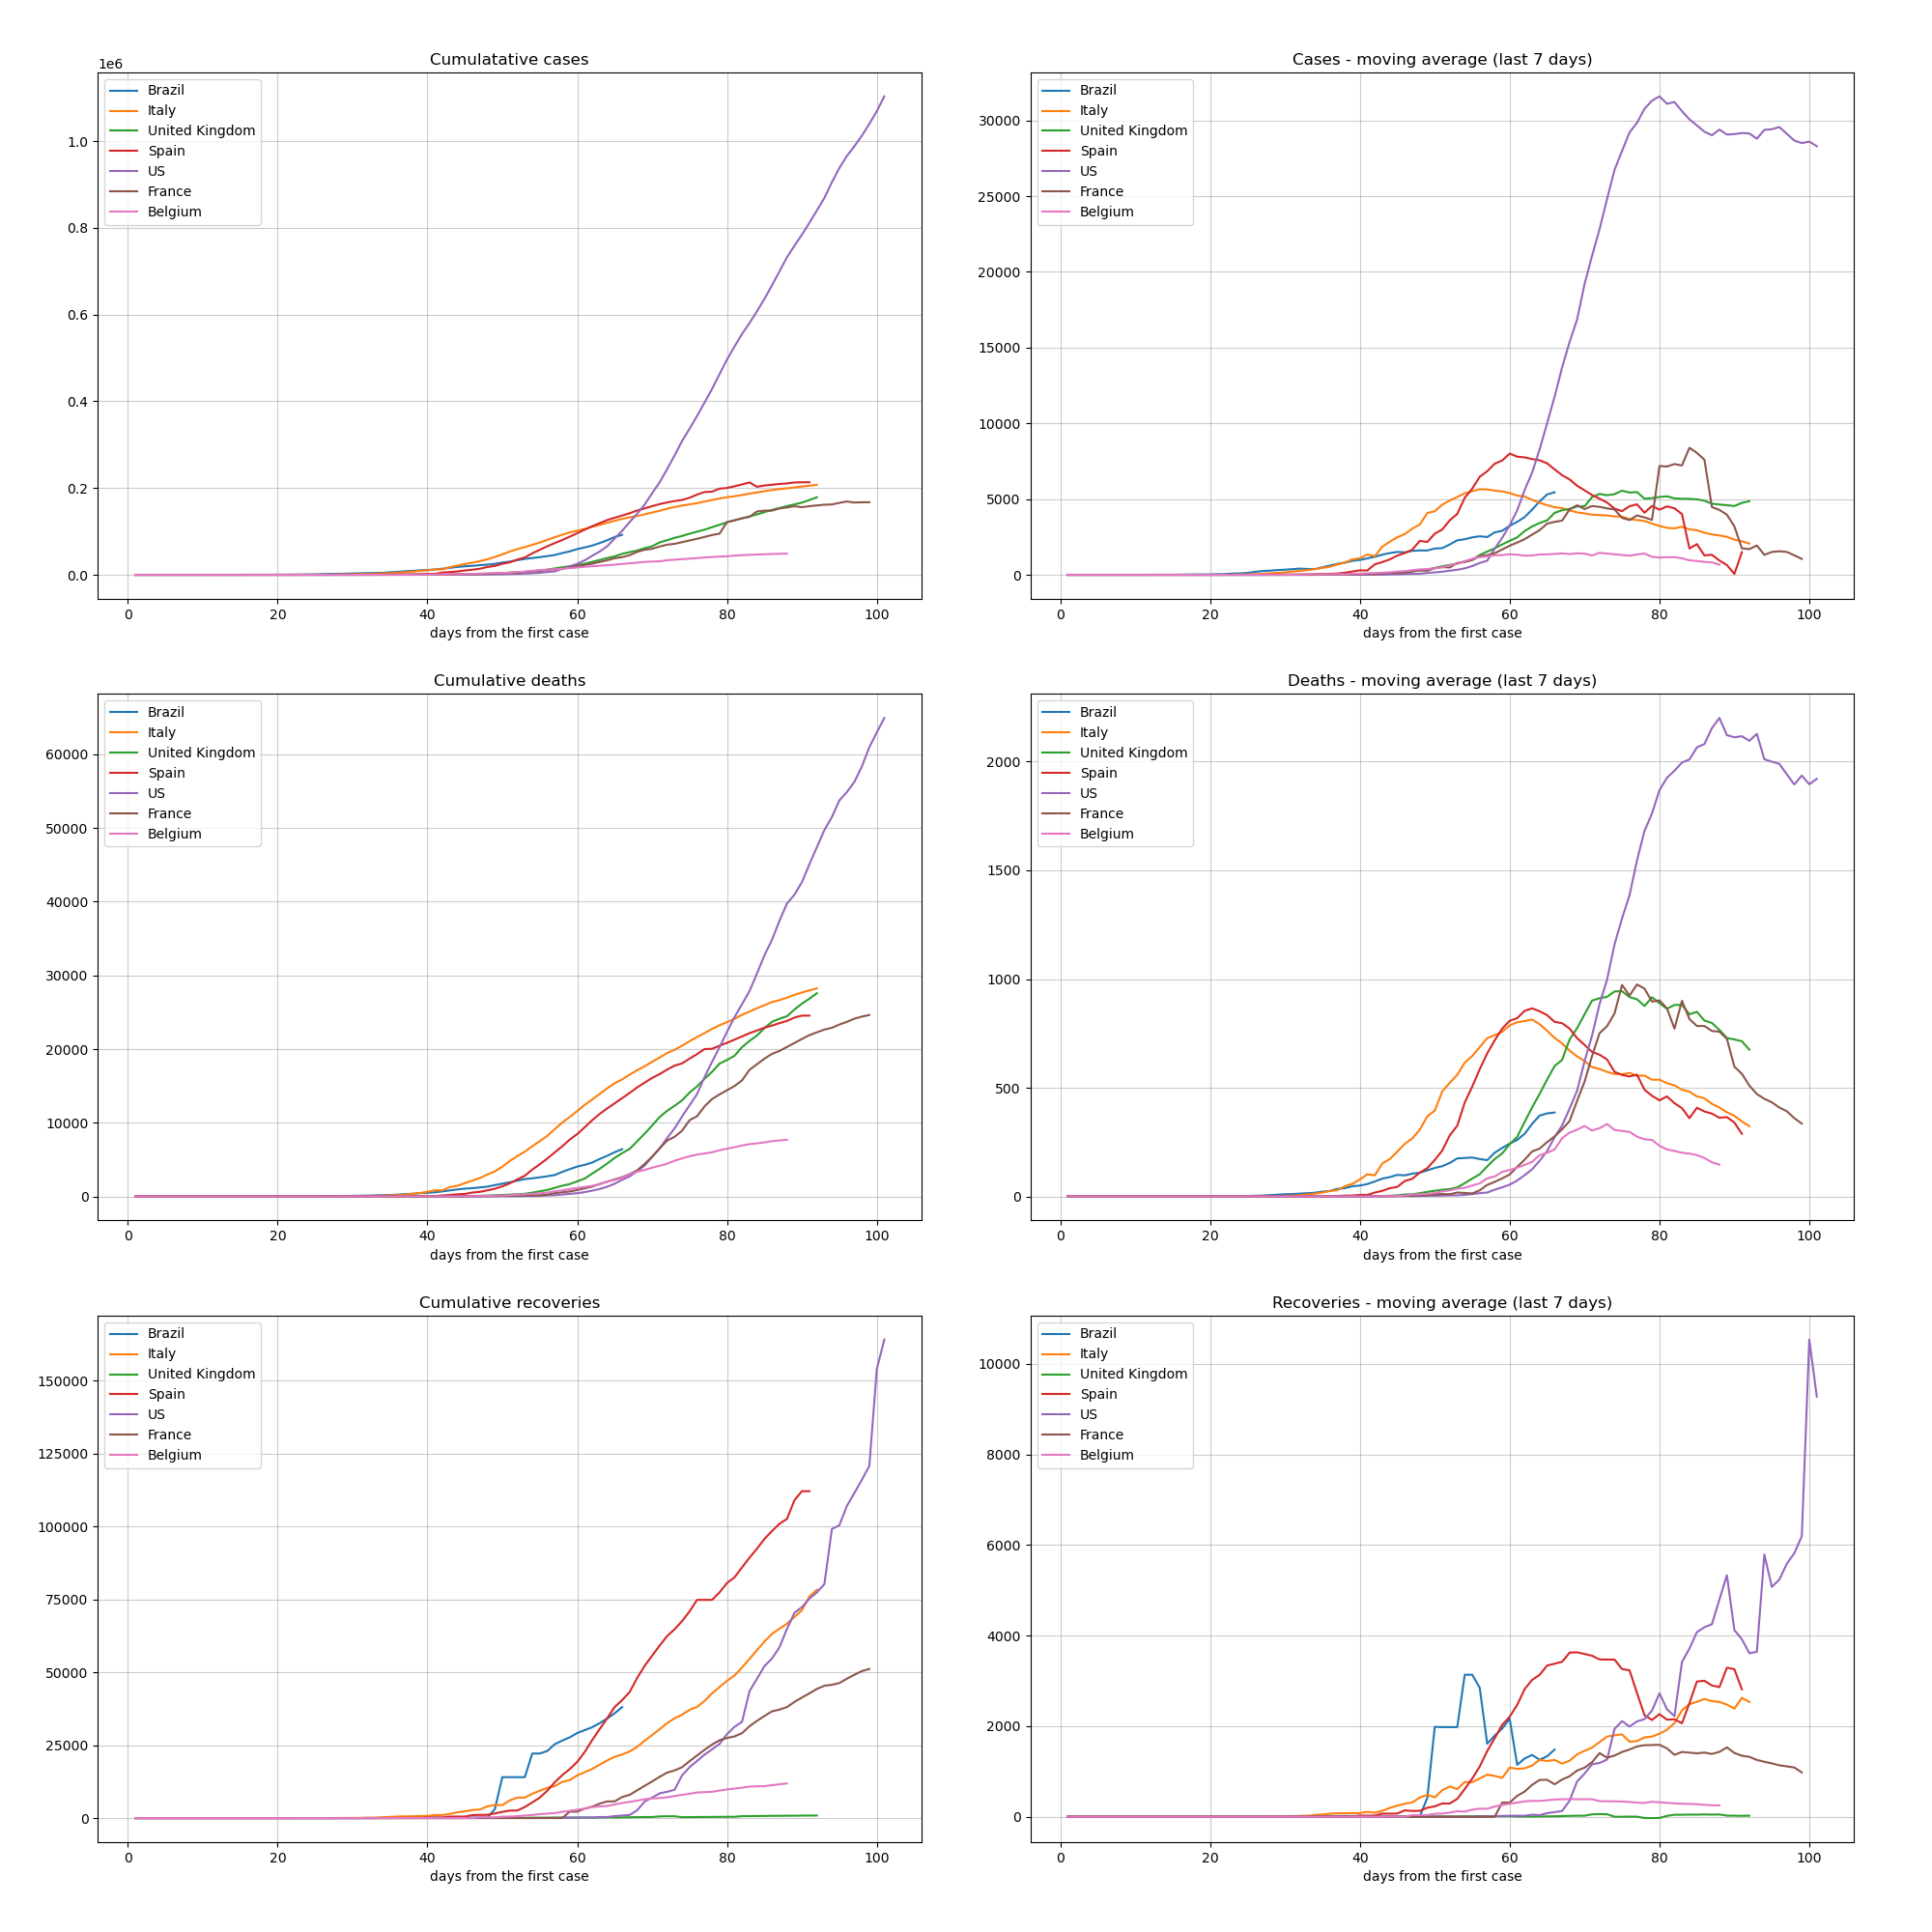 Cumulatative cases
1e6
Brazil
Italy
United Kingdom
Spain
US
France
Belgium
1.0
0.8
0.6
0.4
0.2
0.0
0 20 40 60 80 100
days from the first case
Cases - moving average (last 7 days)
Brazil
Italy
United Kingdom
Spain
US
France
Belgium
30000
25000
20000
15000
10000
5000
0
0 20 40 60 80 100
days from the first case
Cumulative deaths
Brazil
Italy
United Kingdom
Spain
US
France
Belgium
60000
50000
40000
30000
20000
10000
0
0 20 40 60 80 100
days from the first case
Deaths - moving average (last 7 days)
Brazil
Italy
United Kingdom
Spain
US
France
Belgium
2000
1500
1000
500
0
0 20 40 60 80 100
days from the first case
Cumulative recoveries
Brazil
Italy
United Kingdom
Spain
US
France
Belgium
150000
125000
100000
75000
50000
25000
0
0 20 40 60 80 100
days from the first case
Recoveries - moving average (last 7 days)
Brazil
Italy
United Kingdom
Spain
US
France
Belgium
10000
8000
6000
4000
2000
0
0 20 40 60 80 100
days from the first case